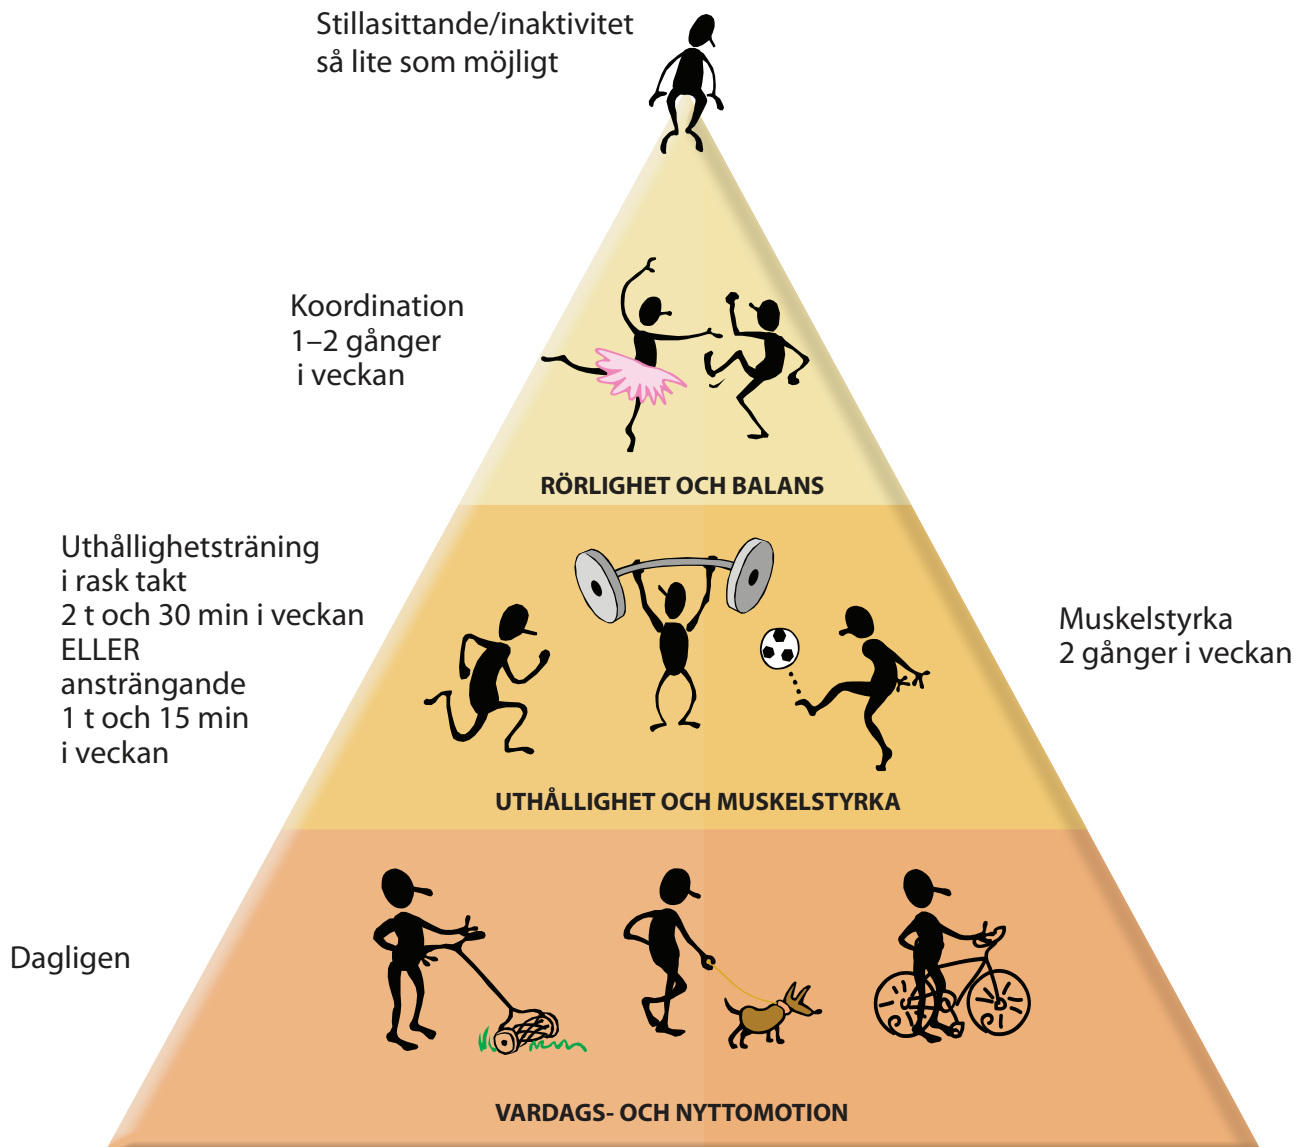 Stillasittande/inaktivitet
så lite som möjligt
Koordination
1–2 gånger
i veckan
RÖRLIGHET OCH BALANS
Uthållighetsträning
i rask takt
2 t och 30 min i veckan
ELLER
ansträngande
1 t och 15 min
i veckan
Muskelstyrka
2 gånger i veckan
UTHÅLLIGHET OCH MUSKELSTYRKA
Dagligen
VARDAGS- OCH NYTTOMOTION